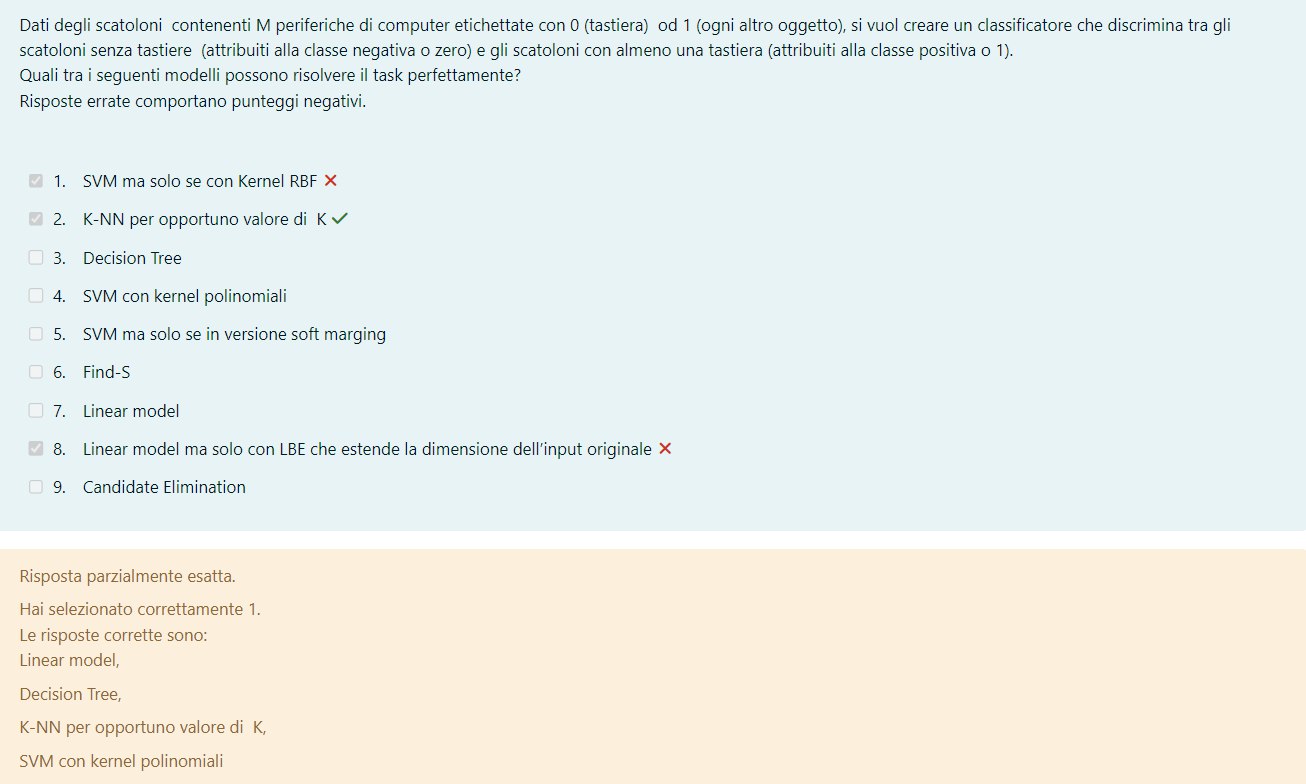 Dati degli scatoloni contenenti M periferiche di computer etichettate con 0 (tastiera) od 1 (ogni altro oggetto), si vuol creare un classificatore che discrimina tra gli
scatoloni senza tastiere (attribuiti alla classe negativa o zero) e gli scatoloni con almeno una tastiera (attribuiti alla classe positiva o 1).
Quali tra i seguenti modelli possono risolvere il task perfettamente?
Risposte errate comportano punteggi negativi.
1. SVM ma solo se con Kernel RBF ✗
2. K-NN per opportuno valore di K ✓
3. Decision Tree
4. SVM con kernel polinomiali
5. SVM ma solo se in versione soft marging
6. Find-S
7. Linear model
8. Linear model ma solo con LBE che estende la dimensione dell'input originale ✗
9. Candidate Elimination
Risposta parzialmente esatta.
Hai selezionato correttamente 1.
Le risposte corrette sono:
Linear model,
Decision Tree,
K-NN per opportuno valore di K,
SVM con kernel polinomiali